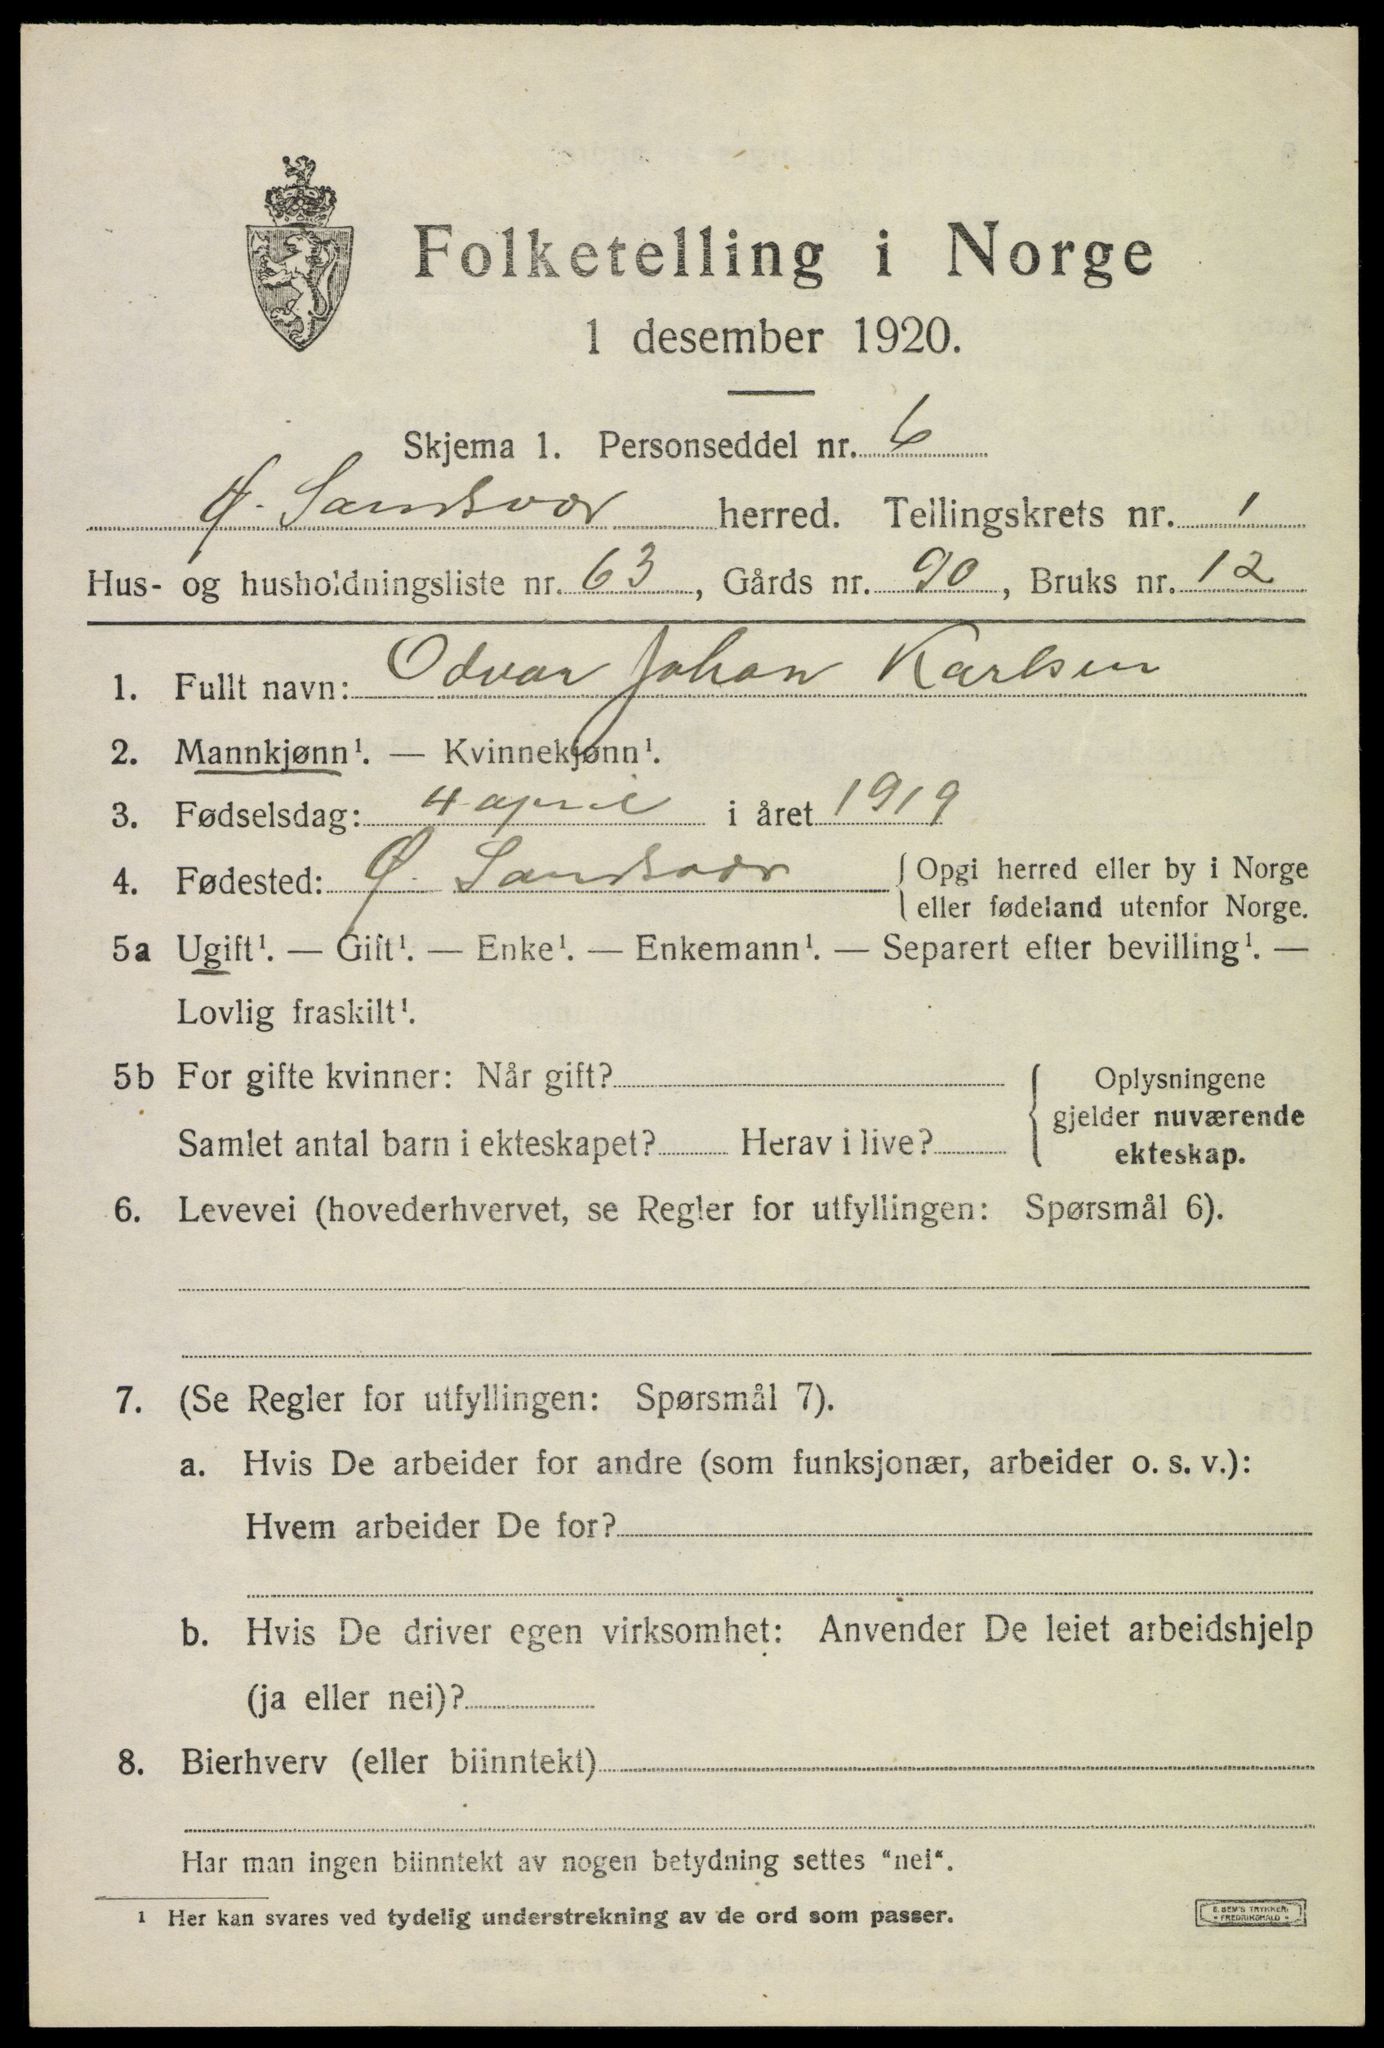 Folketelling i Norge
1 desember 1920.
Skjema 1. Personseddel nr. 6
Ø. Sandsvær herred. Tellingskrets nr. 1
Hus- og husholdningsliste nr. 63, Gårds nr. 90, Bruks nr. 12
1. Fullt navn: Odvar Johan Karlsen
2. Mannkjønn¹. — Kvinnekjønn¹.
3. Fødselsdag: 4 april i året 1919
4. Fødested: Ø. Sandsvær { Opgi herred eller by i Norge
eller fødeland utenfor Norge.
5a Ugift¹. — Gift¹. — Enke¹. — Enkemann¹. — Separert efter bevilling¹. —
Lovlig fraskilt¹.
5b For gifte kvinner: Når gift? { Oplysningene
gjelder nuværende
Samlet antal barn i ekteskapet? Herav i live? ekteskap.
6. Levevei (hovederhvervet, se Regler for utfyllingen: Spørsmål 6).
7. (Se Regler for utfyllingen: Spørsmål 7).
a. Hvis De arbeider for andre (som funksjonær, arbeider o. s. v.):
Hvem arbeider De for?
b. Hvis De driver egen virksomhet: Anvender De leiet arbeidshjelp
(ja eller nei)?
8. Bierhverv (eller biinntekt)
Har man ingen biinntekt av nogen betydning settes "nei".
¹ Her kan svares ved tydelig understrekning av de ord som passer.
E. SEM'S TRYKKERI
• FREDRIKSHALD •